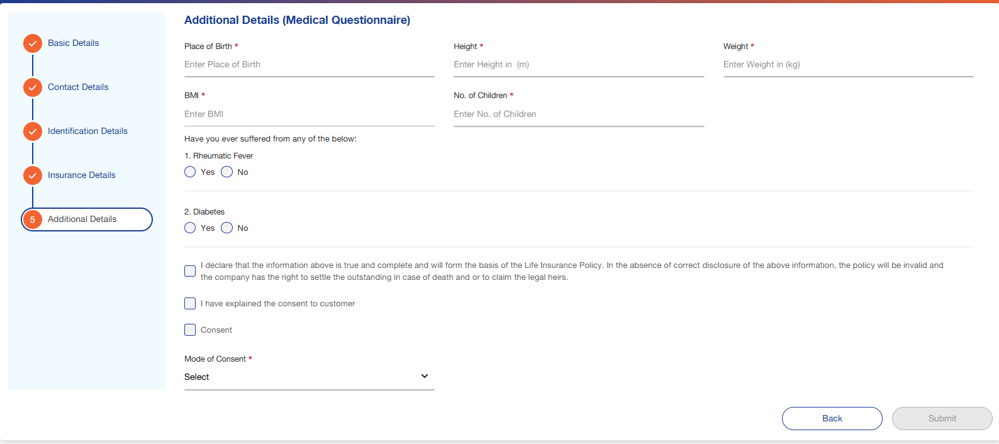 Basic Details
Contact Details
Identification Details
Insurance Details
5 Additional Details
Additional Details (Medical Questionnaire)
Place of Birth * Height * Weight *
Enter Place of Birth Enter Height in (m) Enter Weight in (kg)
BMI * No. of Children *
Enter BMI Enter No. of Children
Have you ever suffered from any of the below:
1. Rheumatic Fever
Yes No
2. Diabetes
Yes No
I declare that the information above is true and complete and will form the basis of the Life Insurance Policy. In the absence of correct disclosure of the above information, the policy will be invalid and
the company has the right to settle the outstanding in case of death and or to claim the legal heirs.
I have explained the consent to customer
Consent
Mode of Consent *
Select
Back Submit